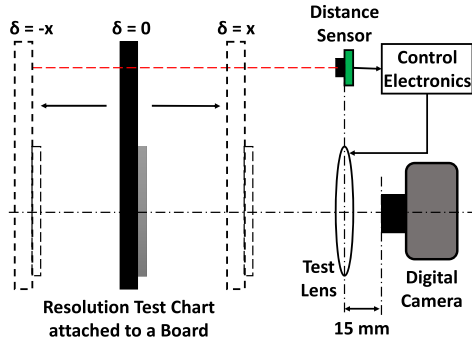 δ = -x
δ = 0
δ = x
Distance
Sensor
Control
Electronics
Test
Lens
Digital
Camera
15 mm
Resolution Test Chart
attached to a Board